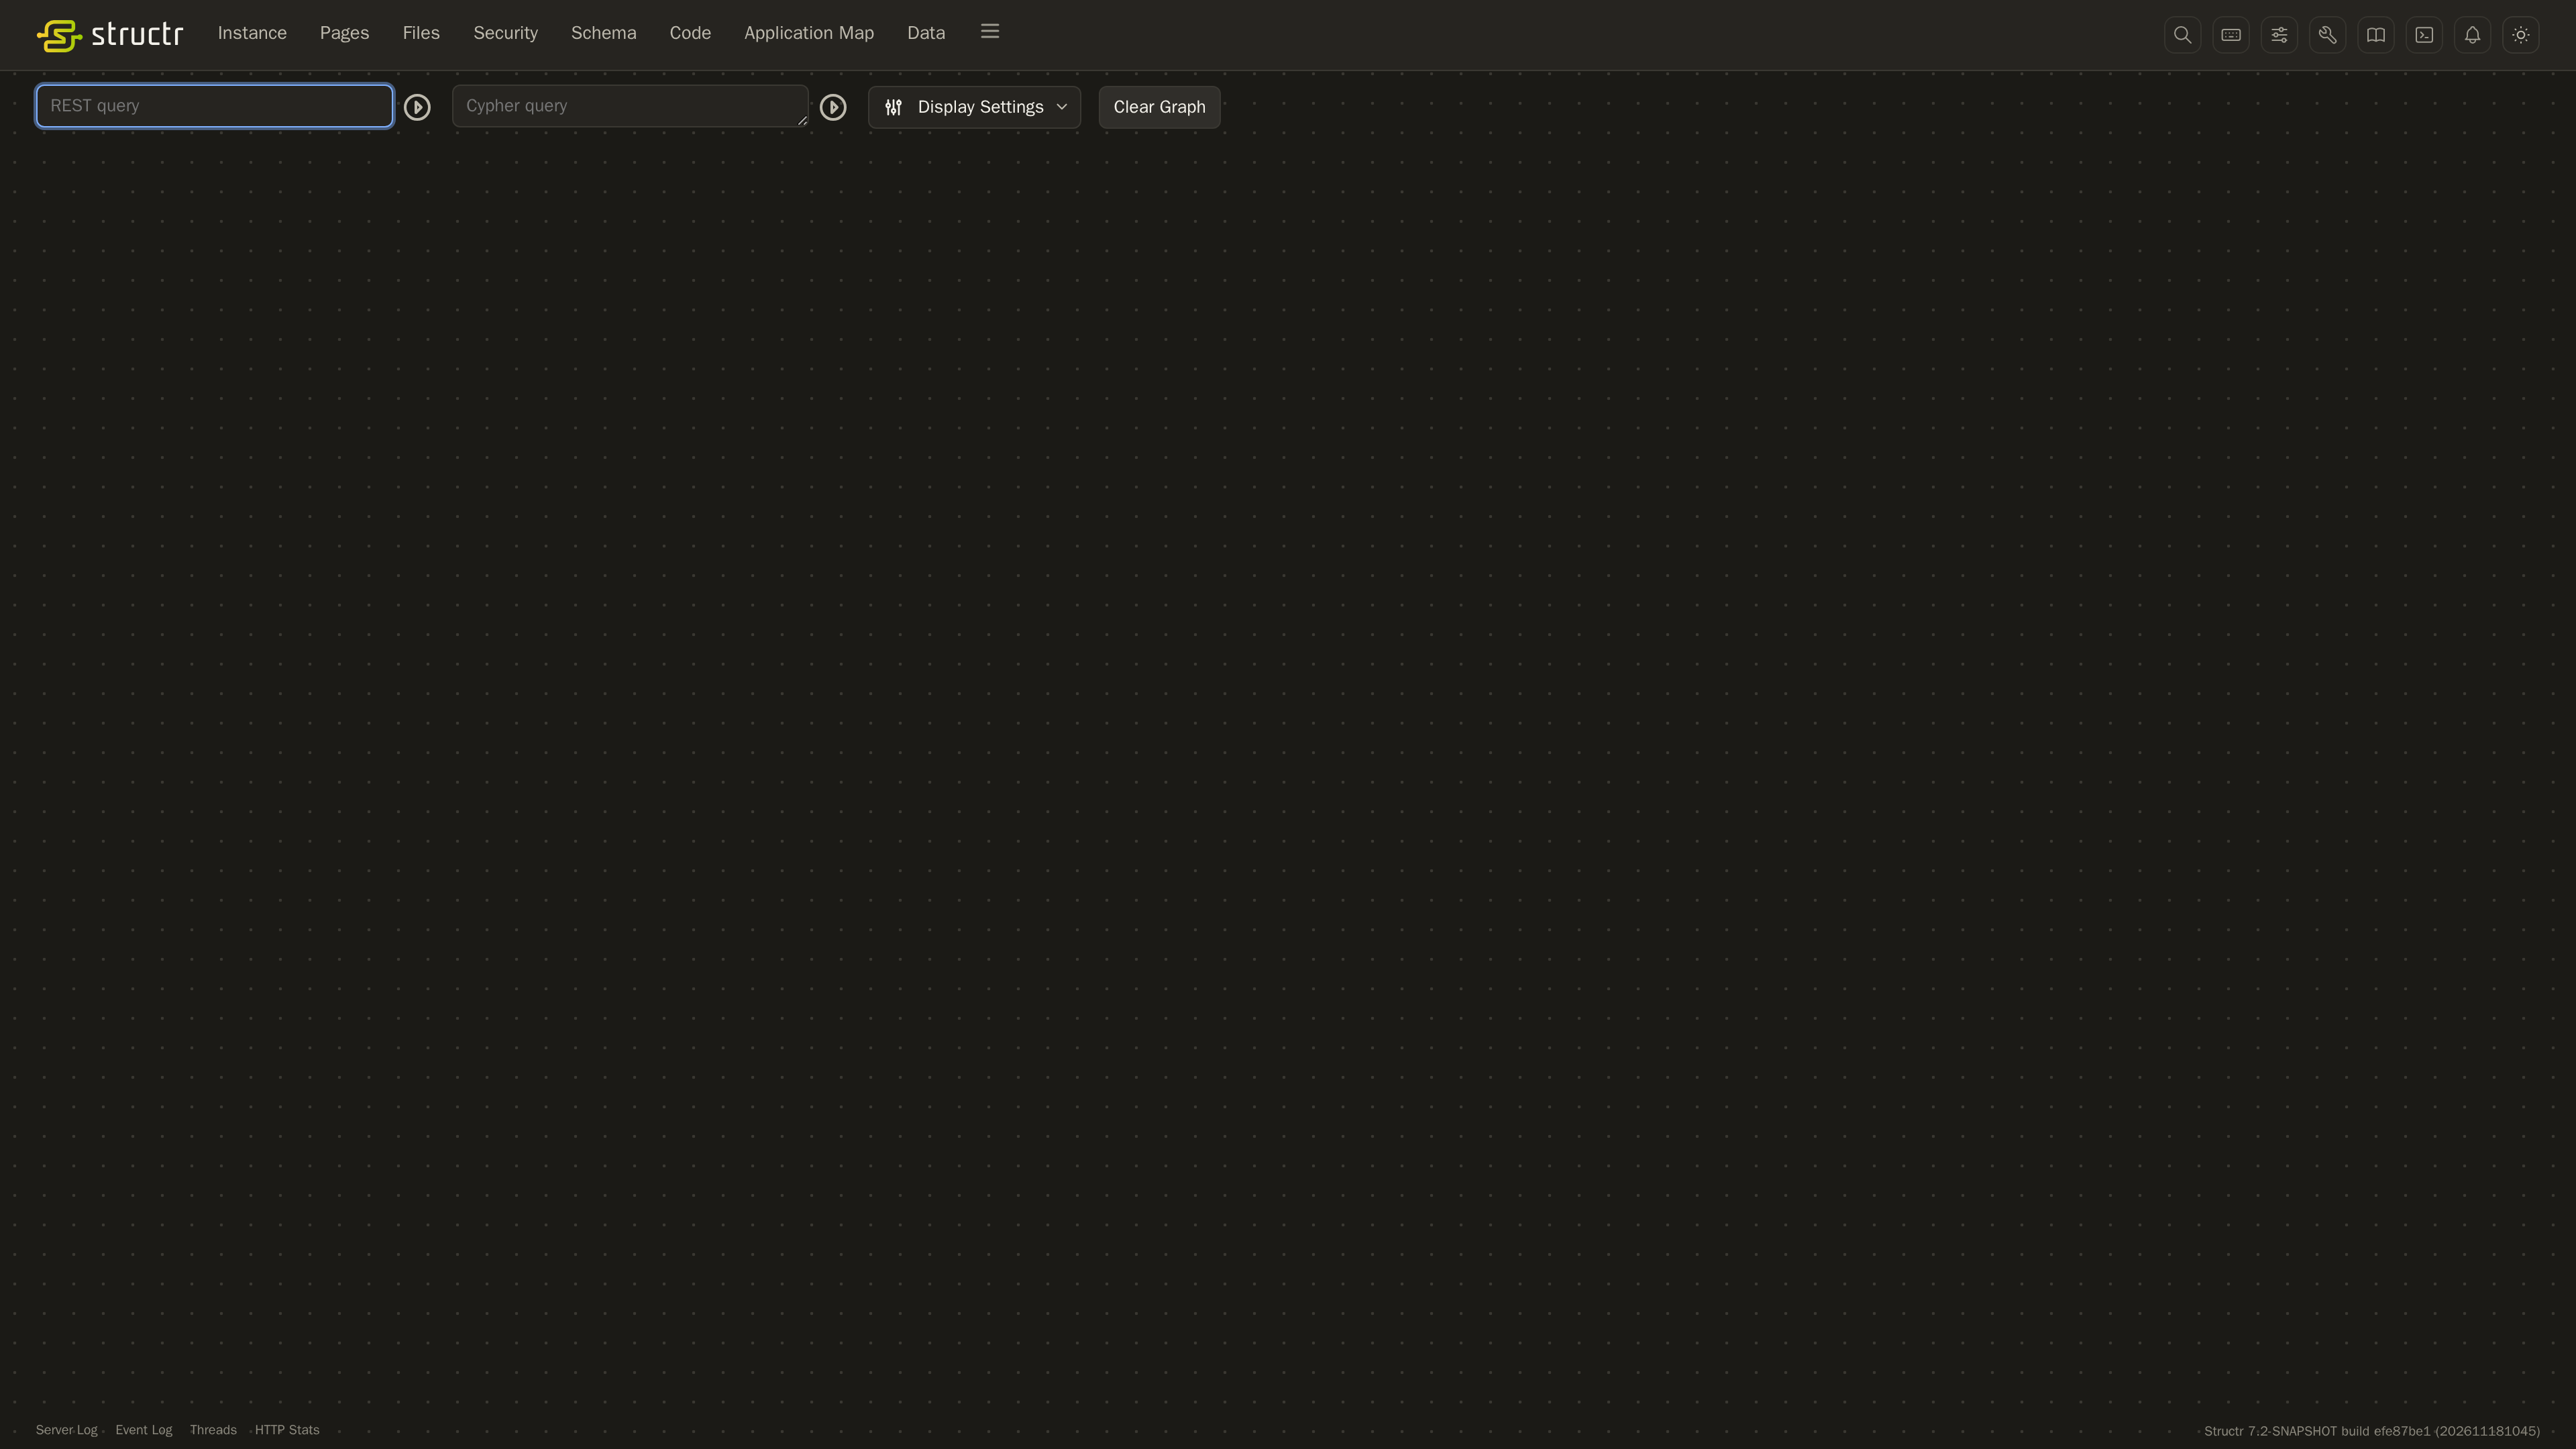 structr Instance Pages Files Security Schema Code Application Map Data
REST query Cypher query Display Settings Clear Graph
Server Log Event Log Threads HTTP Stats Structr 7.2-SNAPSHOT build efe87be1 (202611181045)